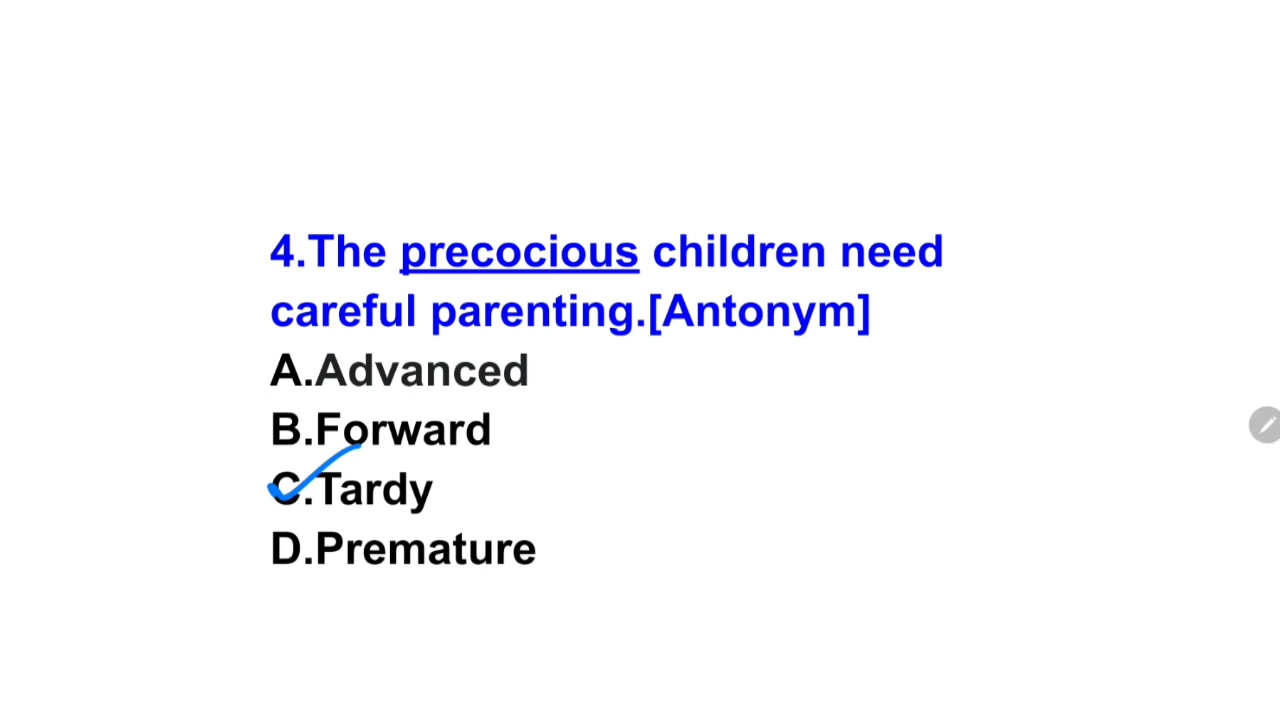 4.The precocious children need
careful parenting.[Antonym]
A.Advanced
B.Forward
C.Tardy
D.Premature